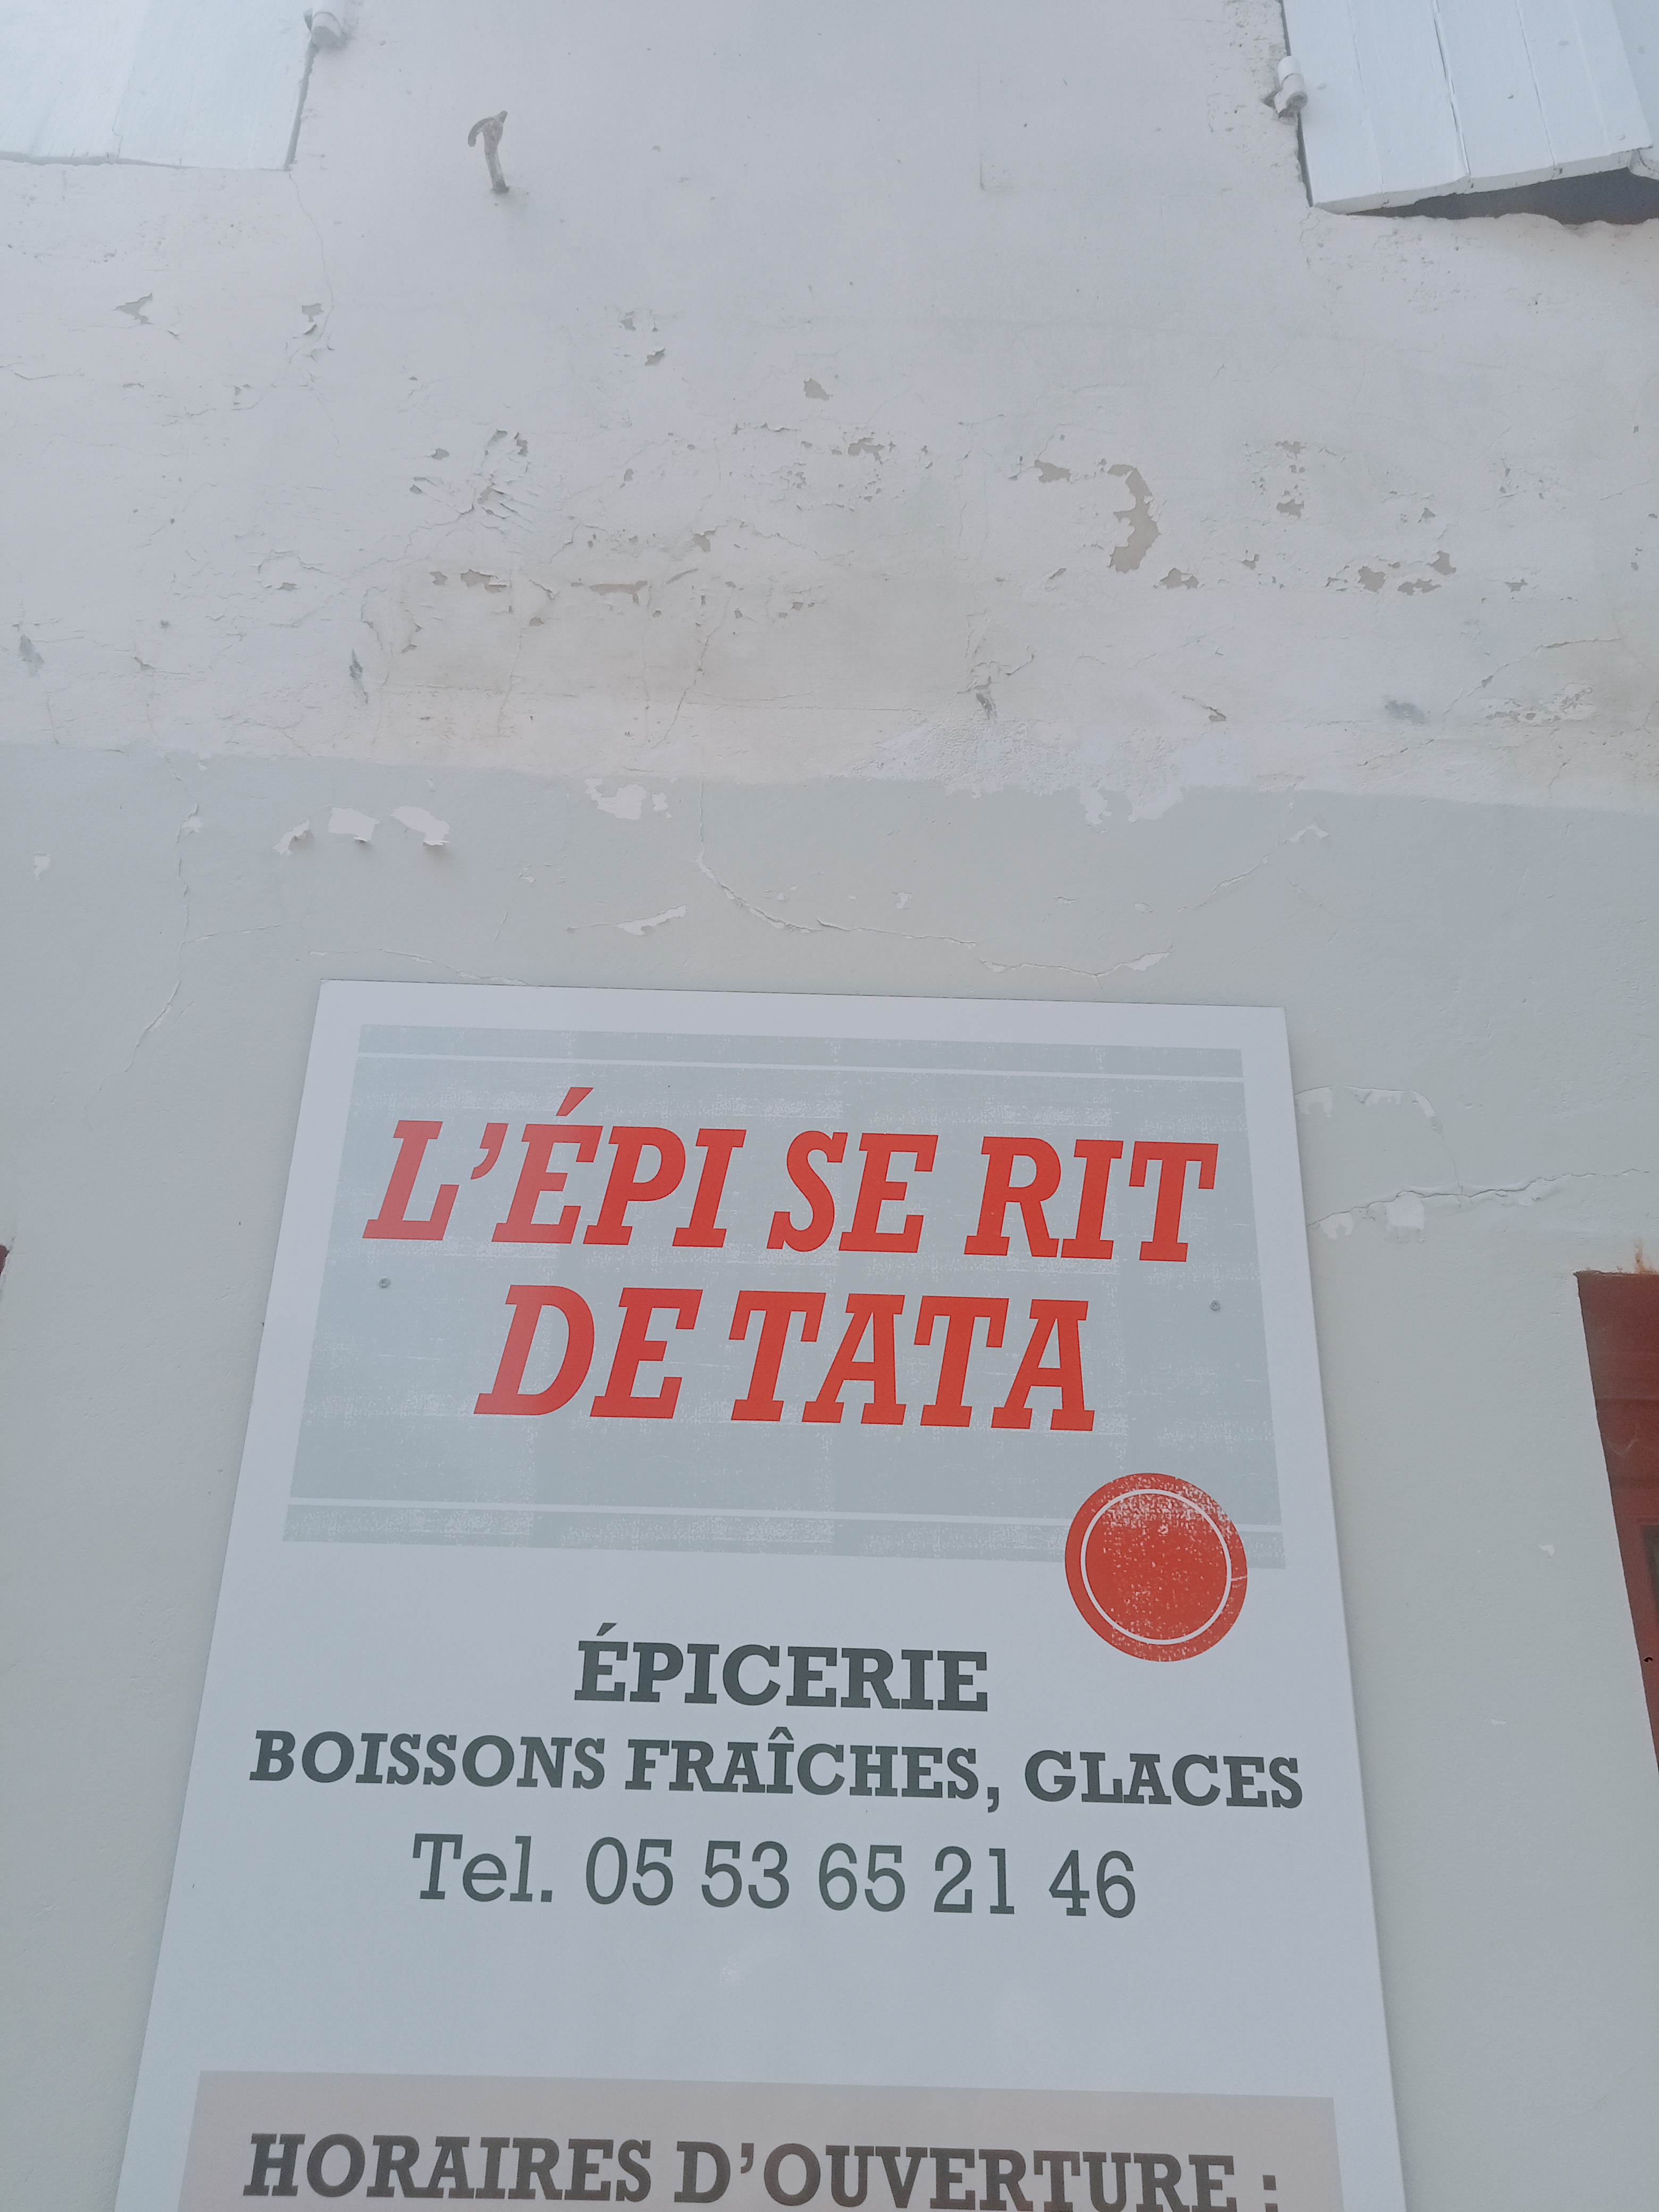 L'ÉPI SE RIT
DE TATA
ÉPICERIE
BOISSONS FRAÎCHES, GLACES
Tel. 05 53 65 21 46
HORAIRES D'OUVERTURE :